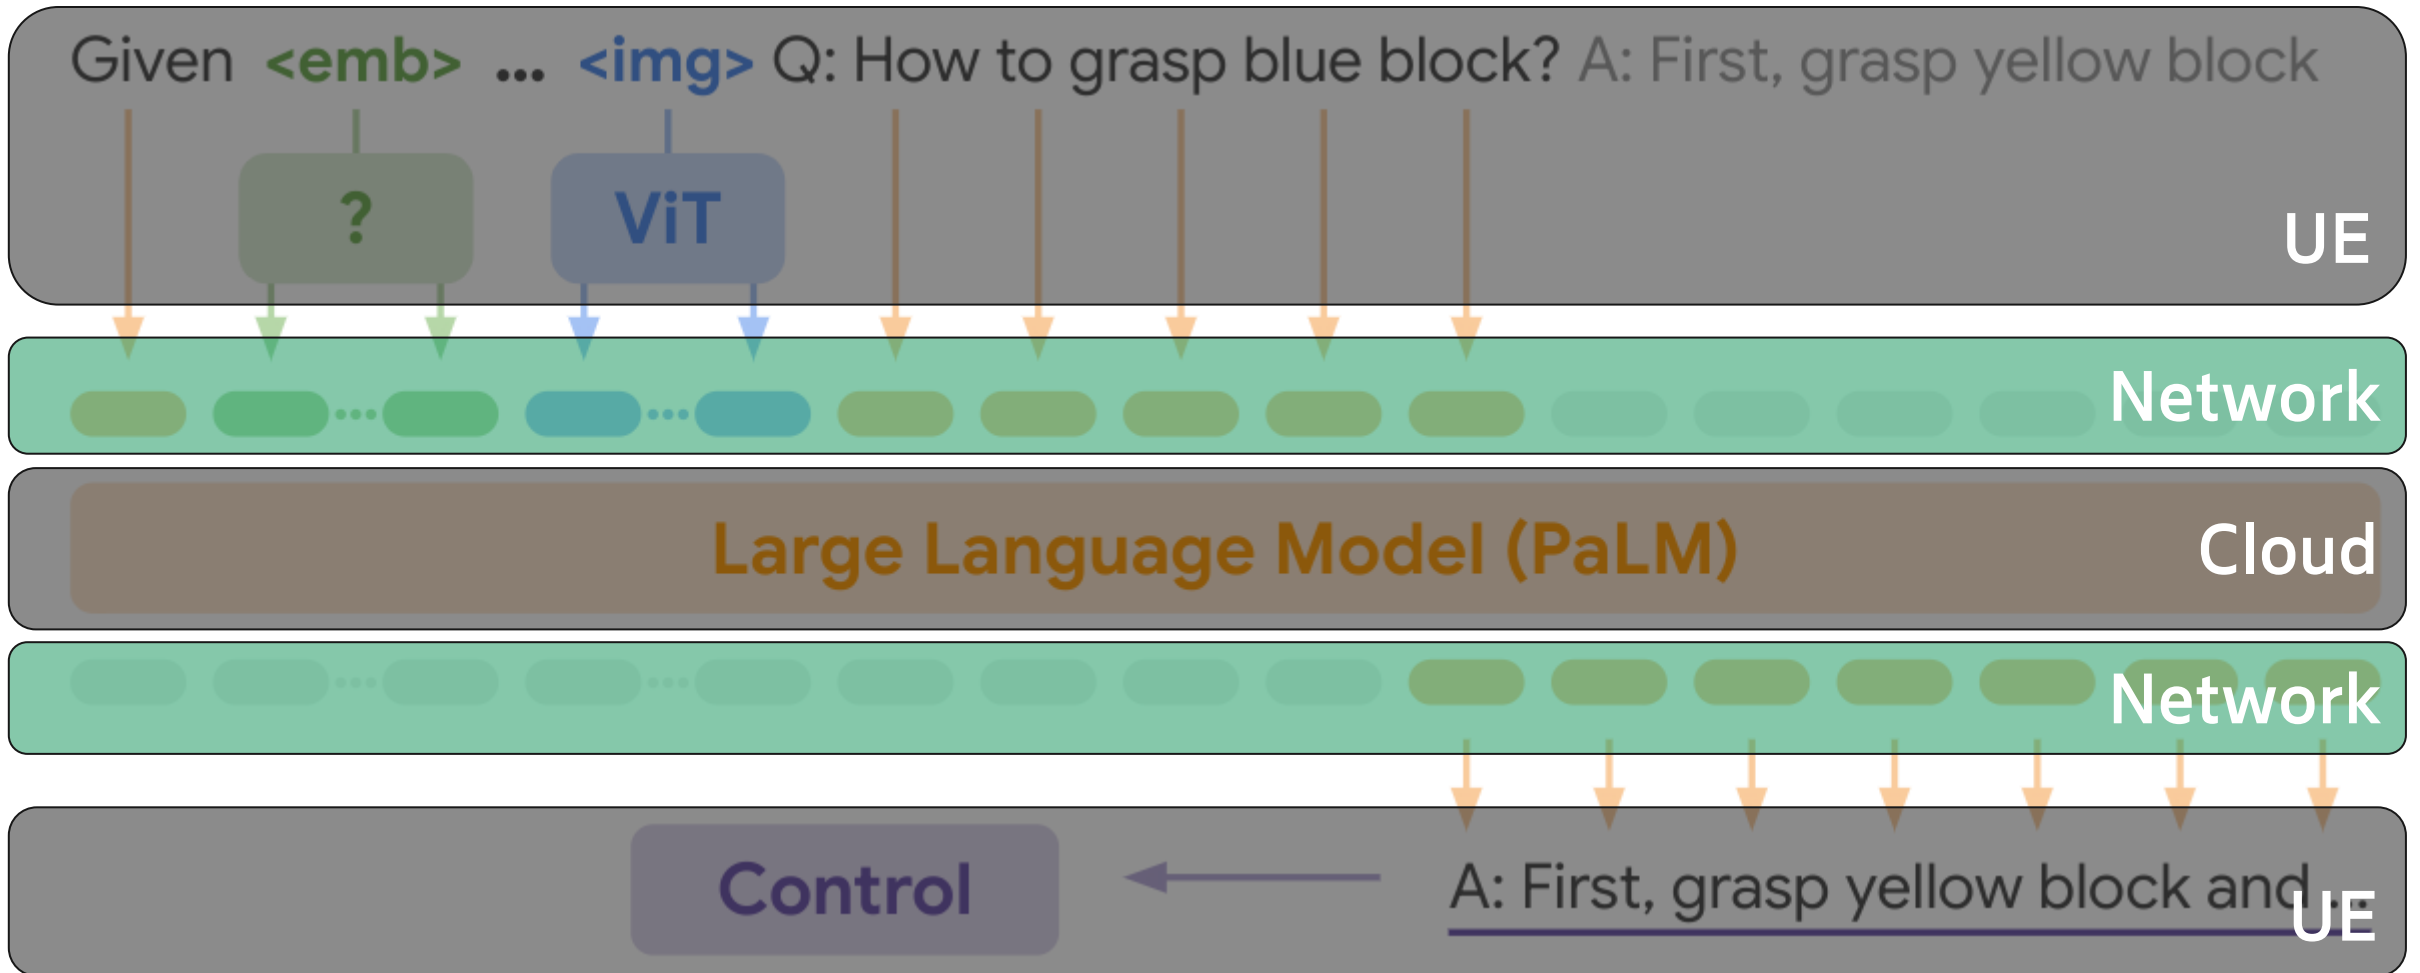 Given <emb> ... <img> Q: How to grasp blue block? A: First, grasp yellow block
? ViT
UE
Network
Large Language Model (PaLM)
Cloud
Network
Control
A: First, grasp yellow block and ...
UE